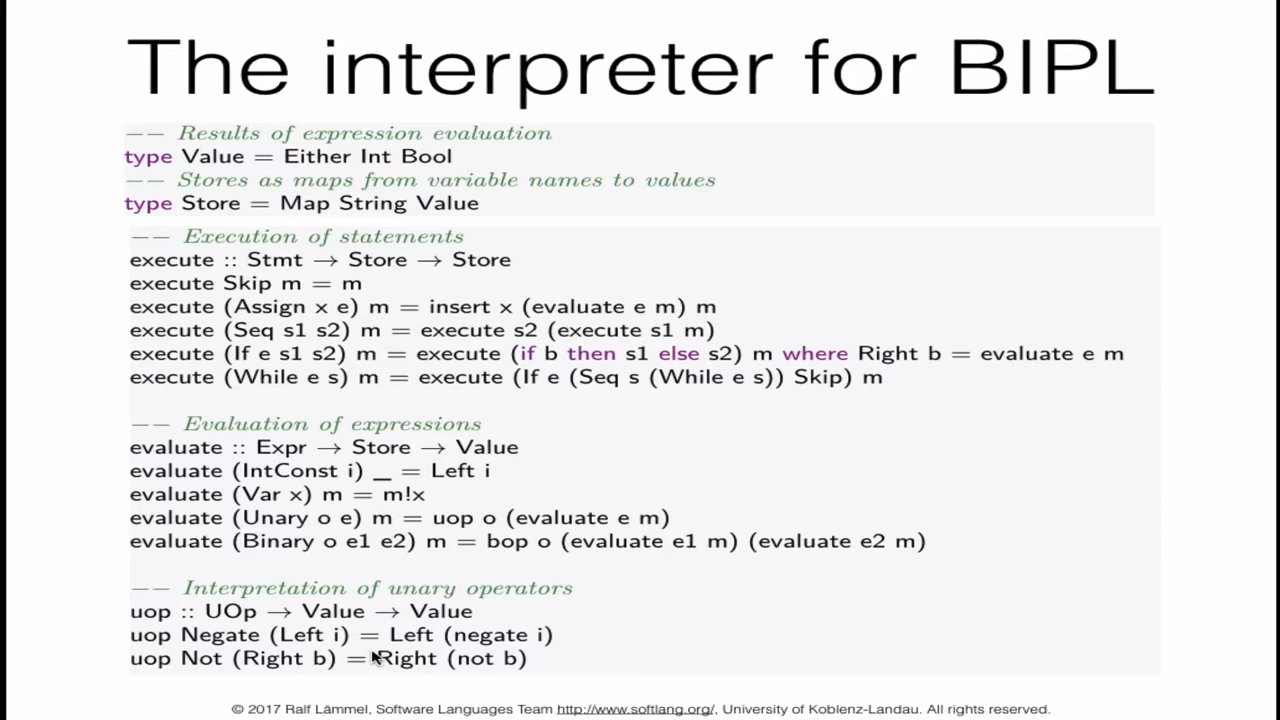 The interpreter for BIPL
−− Results of expression evaluation
type Value = Either Int Bool
−− Stores as maps from variable names to values
type Store = Map String Value
−− Execution of statements
execute :: Stmt → Store → Store
execute Skip m = m
execute (Assign x e) m = insert x (evaluate e m) m
execute (Seq s1 s2) m = execute s2 (execute s1 m)
execute (If e s1 s2) m = execute (if b then s1 else s2) m where Right b = evaluate e m
execute (While e s) m = execute (If e (Seq s (While e s)) Skip) m
−− Evaluation of expressions
evaluate :: Expr → Store → Value
evaluate (IntConst i) _ = Left i
evaluate (Var x) m = m!x
evaluate (Unary o e) m = uop o (evaluate e m)
evaluate (Binary o e1 e2) m = bop o (evaluate e1 m) (evaluate e2 m)
−− Interpretation of unary operators
uop :: UOp → Value → Value
uop Negate (Left i) = Left (negate i)
uop Not (Right b) = Right (not b)
© 2017 Ralf Lämmel, Software Languages Team http://www.softlang.org/, University of Koblenz-Landau. All rights reserved.